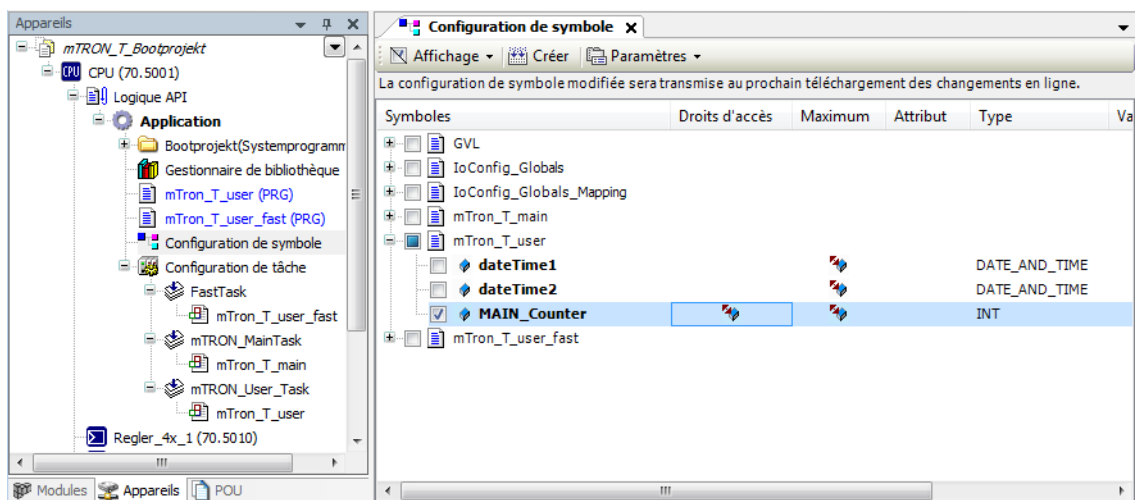 Appareils
mTRON_T_Bootprojekt
CPU CPU (70.5001)
Logique API
Application
Bootprojekt(Systemprogramm
Gestionnaire de bibliothèque
mTron_T_user (PRG)
mTron_T_user_fast (PRG)
Configuration de symbole
Configuration de tâche
FastTask
mTron_T_user_fast
mTRON_MainTask
mTron_T_main
mTRON_User_Task
mTron_T_user
Regler_4x_1 (70.5010)
Modules Appareils POU
Configuration de symbole
Affichage Créer Paramètres
La configuration de symbole modifiée sera transmise au prochain téléchargement des changements en ligne.
Symboles Droits d'accès Maximum Attribut Type Va
GVL
IoConfig_Globals
IoConfig_Globals_Mapping
mTron_T_main
mTron_T_user
dateTime1 DATE_AND_TIME
dateTime2 DATE_AND_TIME
MAIN_Counter INT
mTron_T_user_fast